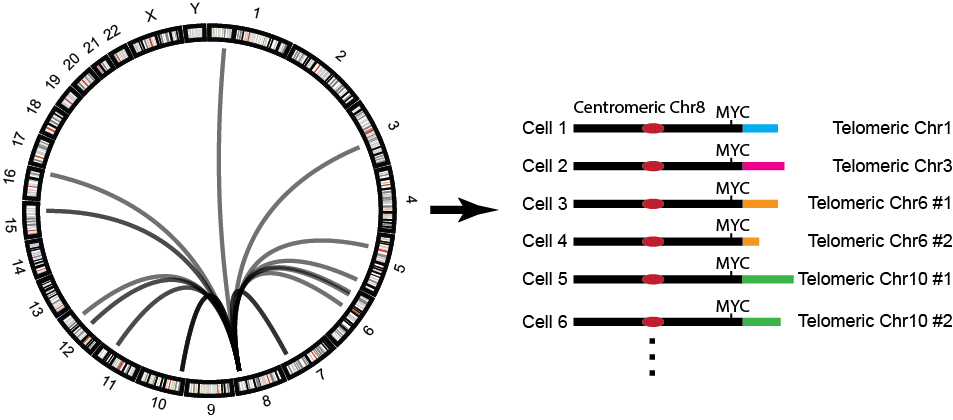 1
2
3
4
5
6
7
8
9
10
11
12
13
14
15
16
17
18
19
20
21
22
X
Y
Centromeric Chr8
MYC
Cell 1
Telomeric Chr1
MYC
Cell 2
Telomeric Chr3
MYC
Cell 3
Telomeric Chr6 #1
MYC
Cell 4
Telomeric Chr6 #2
MYC
Cell 5
Telomeric Chr10 #1
MYC
Cell 6
Telomeric Chr10 #2